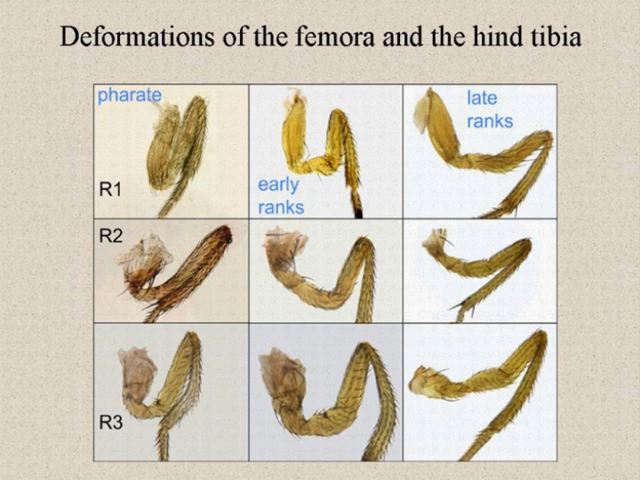 Deformations of the femora and the hind tibia
pharate
late
ranks
R1
early
ranks
R2
R3